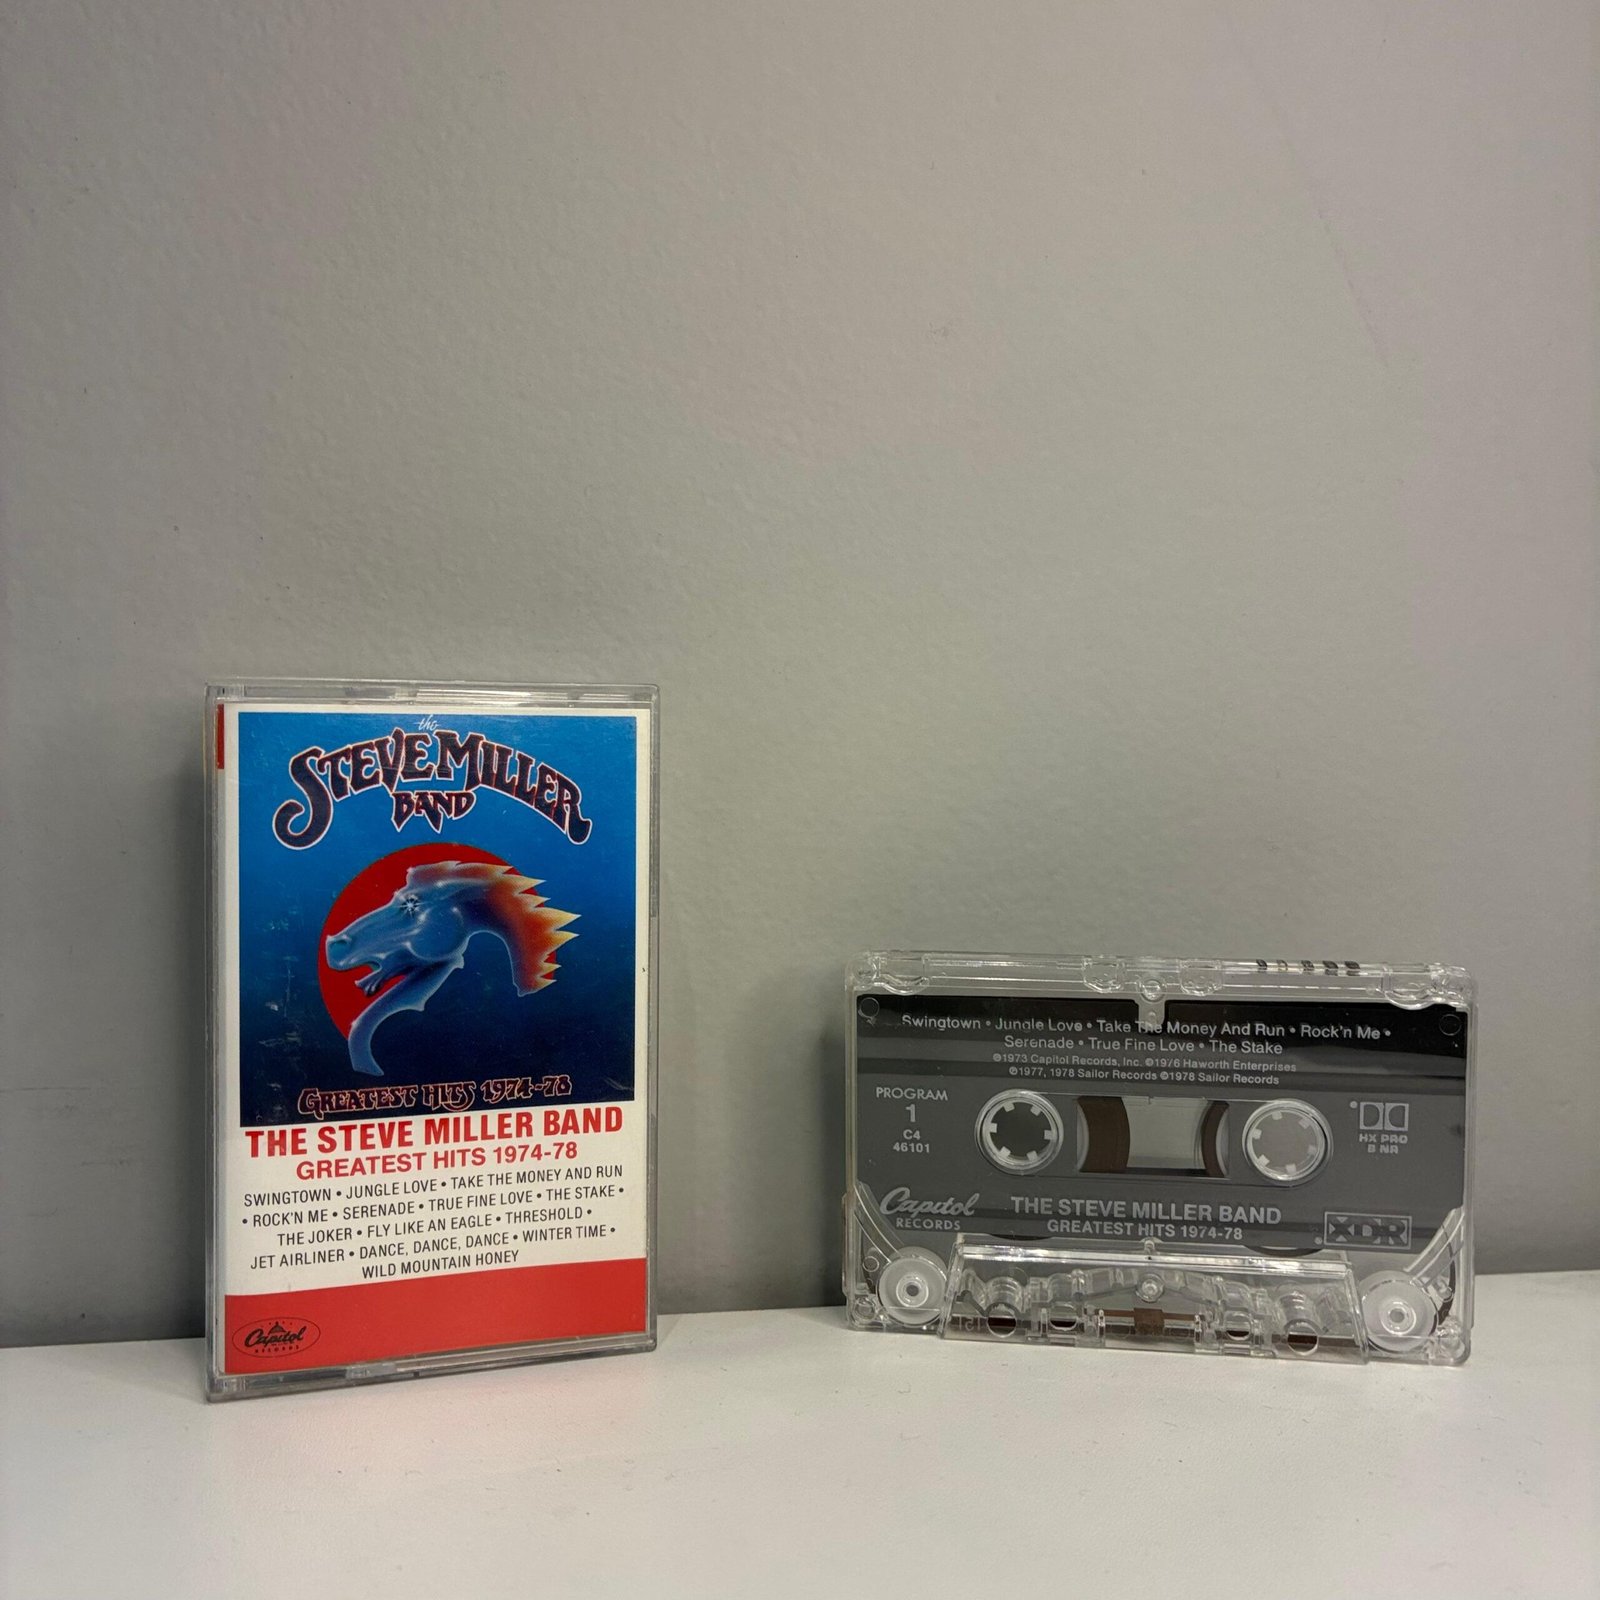 the
STEVE MILLER
BAND
GREATEST HITS 1974-78
THE STEVE MILLER BAND
GREATEST HITS 1974-78
SWINGTOWN • JUNGLE LOVE • TAKE THE MONEY AND RUN
• ROCK'N ME • SERENADE • TRUE FINE LOVE • THE STAKE •
THE JOKER • FLY LIKE AN EAGLE • THRESHOLD •
JET AIRLINER • DANCE, DANCE, DANCE • WINTER TIME •
WILD MOUNTAIN HONEY
Capitol
RECORDS
Swingtown • Jungle Love • Take The Money And Run • Rock'n Me •
Serenade • True Fine Love • The Stake
℗1973 Capitol Records, Inc. ℗1976 Haworth Enterprises
℗1977, 1978 Sailor Records ℗1978 Sailor Records
PROGRAM
1
C4
46101
HX PRO
B NR
Capitol
RECORDS
THE STEVE MILLER BAND
GREATEST HITS 1974-78
XDR